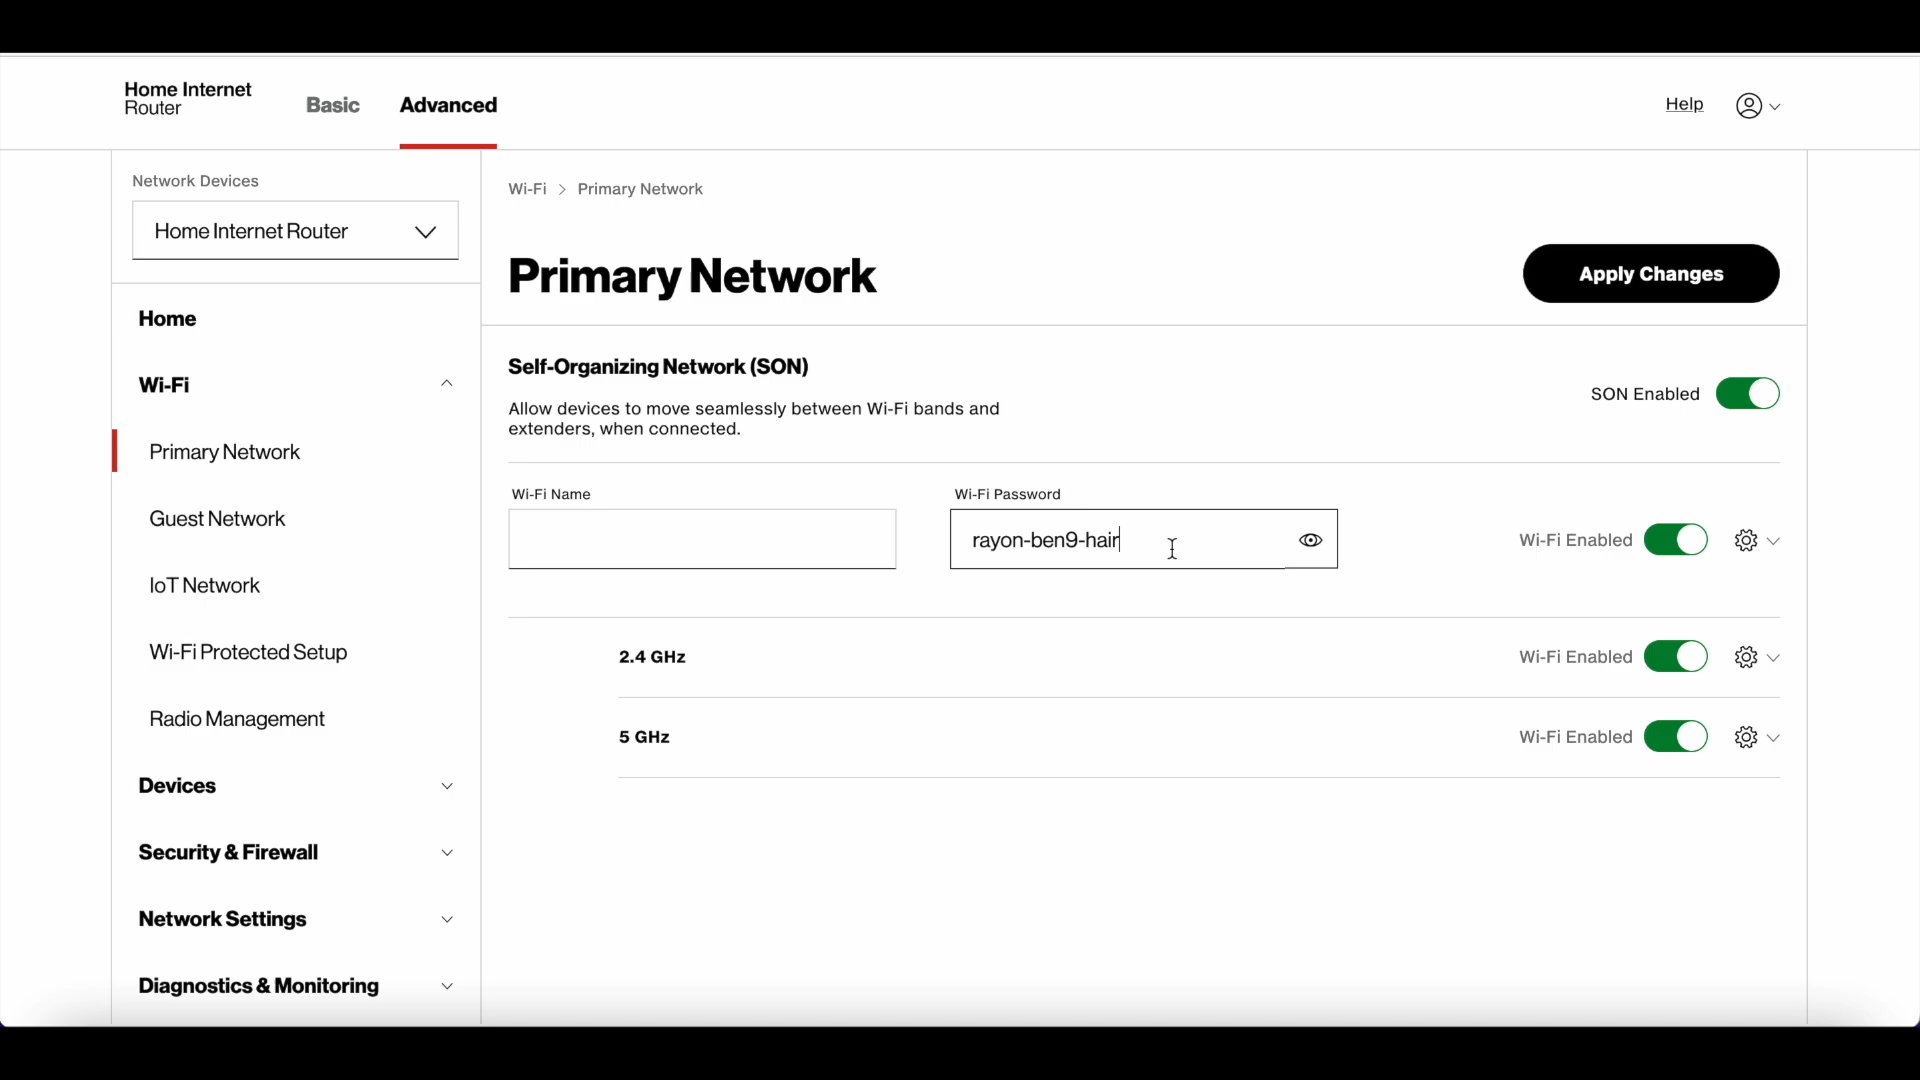 Home Internet
Router
Basic
Advanced
Help
Network Devices
Home Internet Router
Home
Wi-Fi
Primary Network
Guest Network
IoT Network
Wi-Fi Protected Setup
Radio Management
Devices
Security & Firewall
Network Settings
Diagnostics & Monitoring
Wi-Fi > Primary Network
Primary Network
Apply Changes
Self-Organizing Network (SON)
Allow devices to move seamlessly between Wi-Fi bands and
extenders, when connected.
SON Enabled
Wi-Fi Name
Wi-Fi Password
rayon-ben9-hair
Wi-Fi Enabled
2.4 GHz
Wi-Fi Enabled
5 GHz
Wi-Fi Enabled